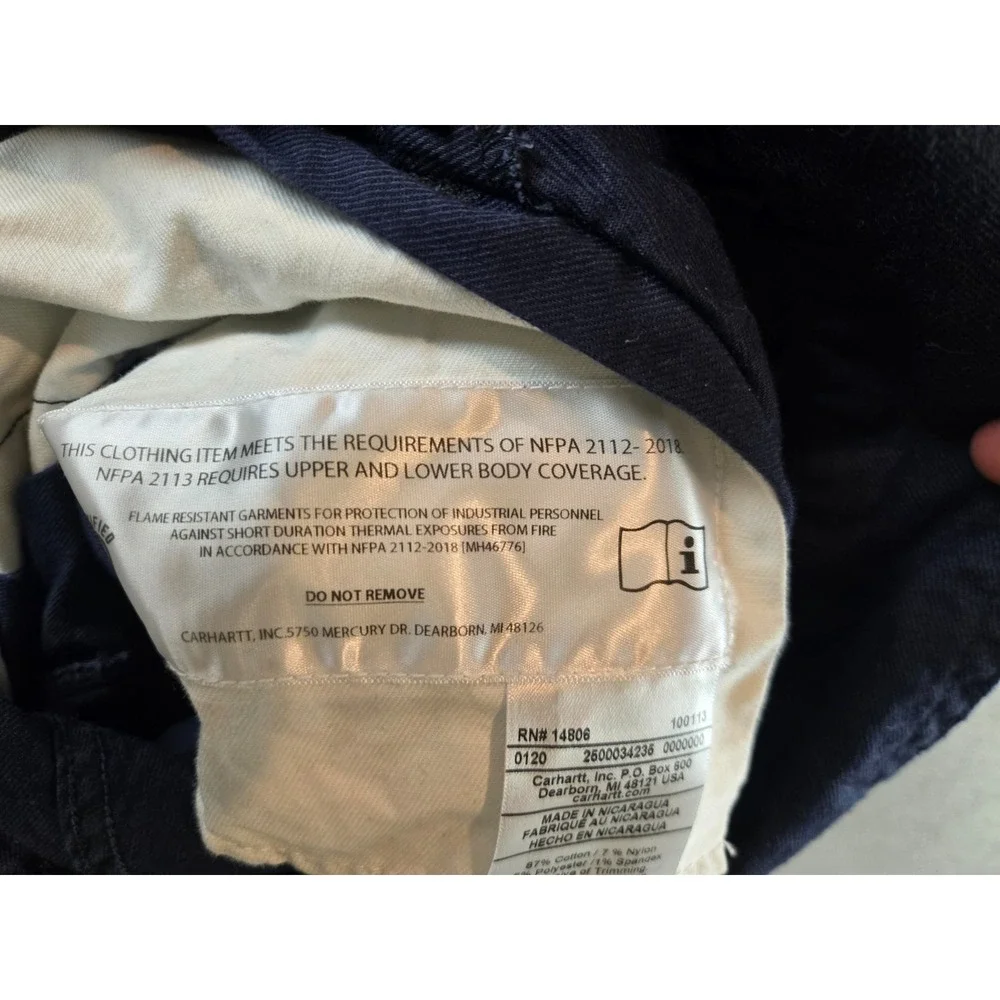 THIS CLOTHING ITEM MEETS THE REQUIREMENTS OF NFPA 2112- 2018.
NFPA 2113 REQUIRES UPPER AND LOWER BODY COVERAGE.
FLAME RESISTANT GARMENTS FOR PROTECTION OF INDUSTRIAL PERSONNEL
AGAINST SHORT DURATION THERMAL EXPOSURES FROM FIRE
IN ACCORDANCE WITH NFPA 2112-2018 [MH46776]
i
DO NOT REMOVE
CARHARTT, INC.5750 MERCURY DR. DEARBORN, MI 48126
RN# 14806 100113
0120 2500034235 0000000
Carhartt, Inc. P.O. Box 600
Dearborn, MI 48121 USA
carhartt.com
MADE IN NICARAGUA
FABRIQUÉ AU NICARAGUA
HECHO EN NICARAGUA
87% Cotton / 7 % Nylon
% Polyester /1% Spandex
of Trimming